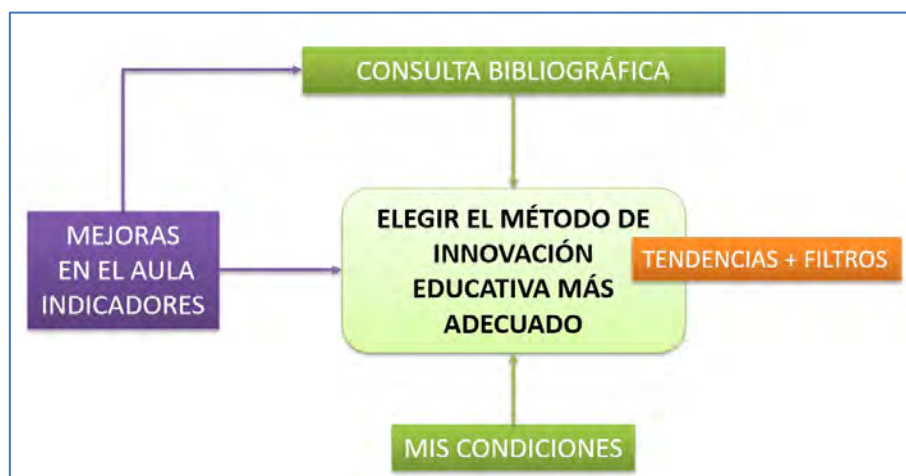 CONSULTA BIBLIOGRÁFICA
MEJORAS
EN EL AULA
INDICADORES
ELEGIR EL MÉTODO DE
INNOVACIÓN
EDUCATIVA MÁS
ADECUADO
TENDENCIAS + FILTROS
MIS CONDICIONES